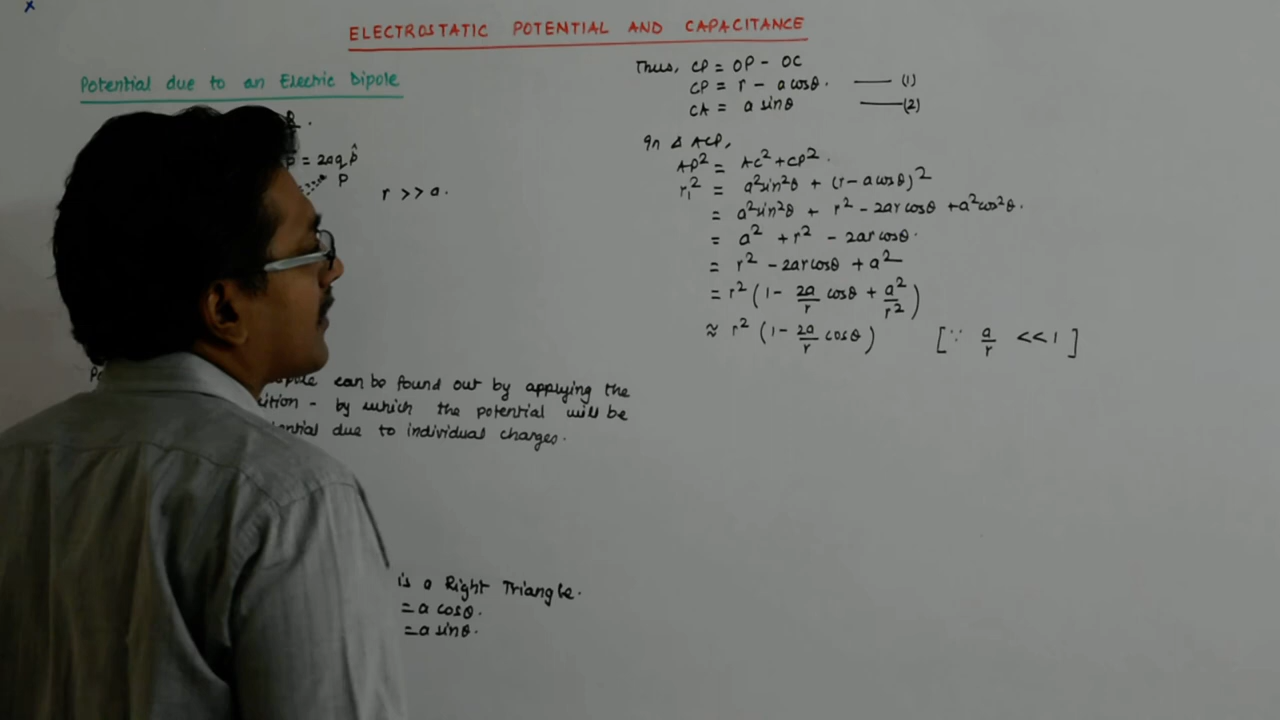 x
ELECTROSTATIC POTENTIAL AND CAPACITANCE
Potential due to an Electric Dipole
= 2aq p̂
P
r >> a.
can be found out by applying the
- by which the potential will be
due to individual charges.
is a Right Triangle.
= a cosθ.
= a sinθ.
Thus, CP = OP - OC
CP = r - a cosθ. —— (1)
CA = a sinθ ——(2)
In Δ ACP,
AP² = AC² + CP².
r₁² = a²sin²θ + (r - a cosθ)²
= a²sin²θ + r² - 2ar cosθ + a²cos²θ.
= a² + r² - 2ar cosθ.
= r² - 2ar cosθ + a²
= r² (1 - 2a/r cosθ + a²/r²)
≈ r² (1 - 2a/r cosθ) [∵ a/r << 1]